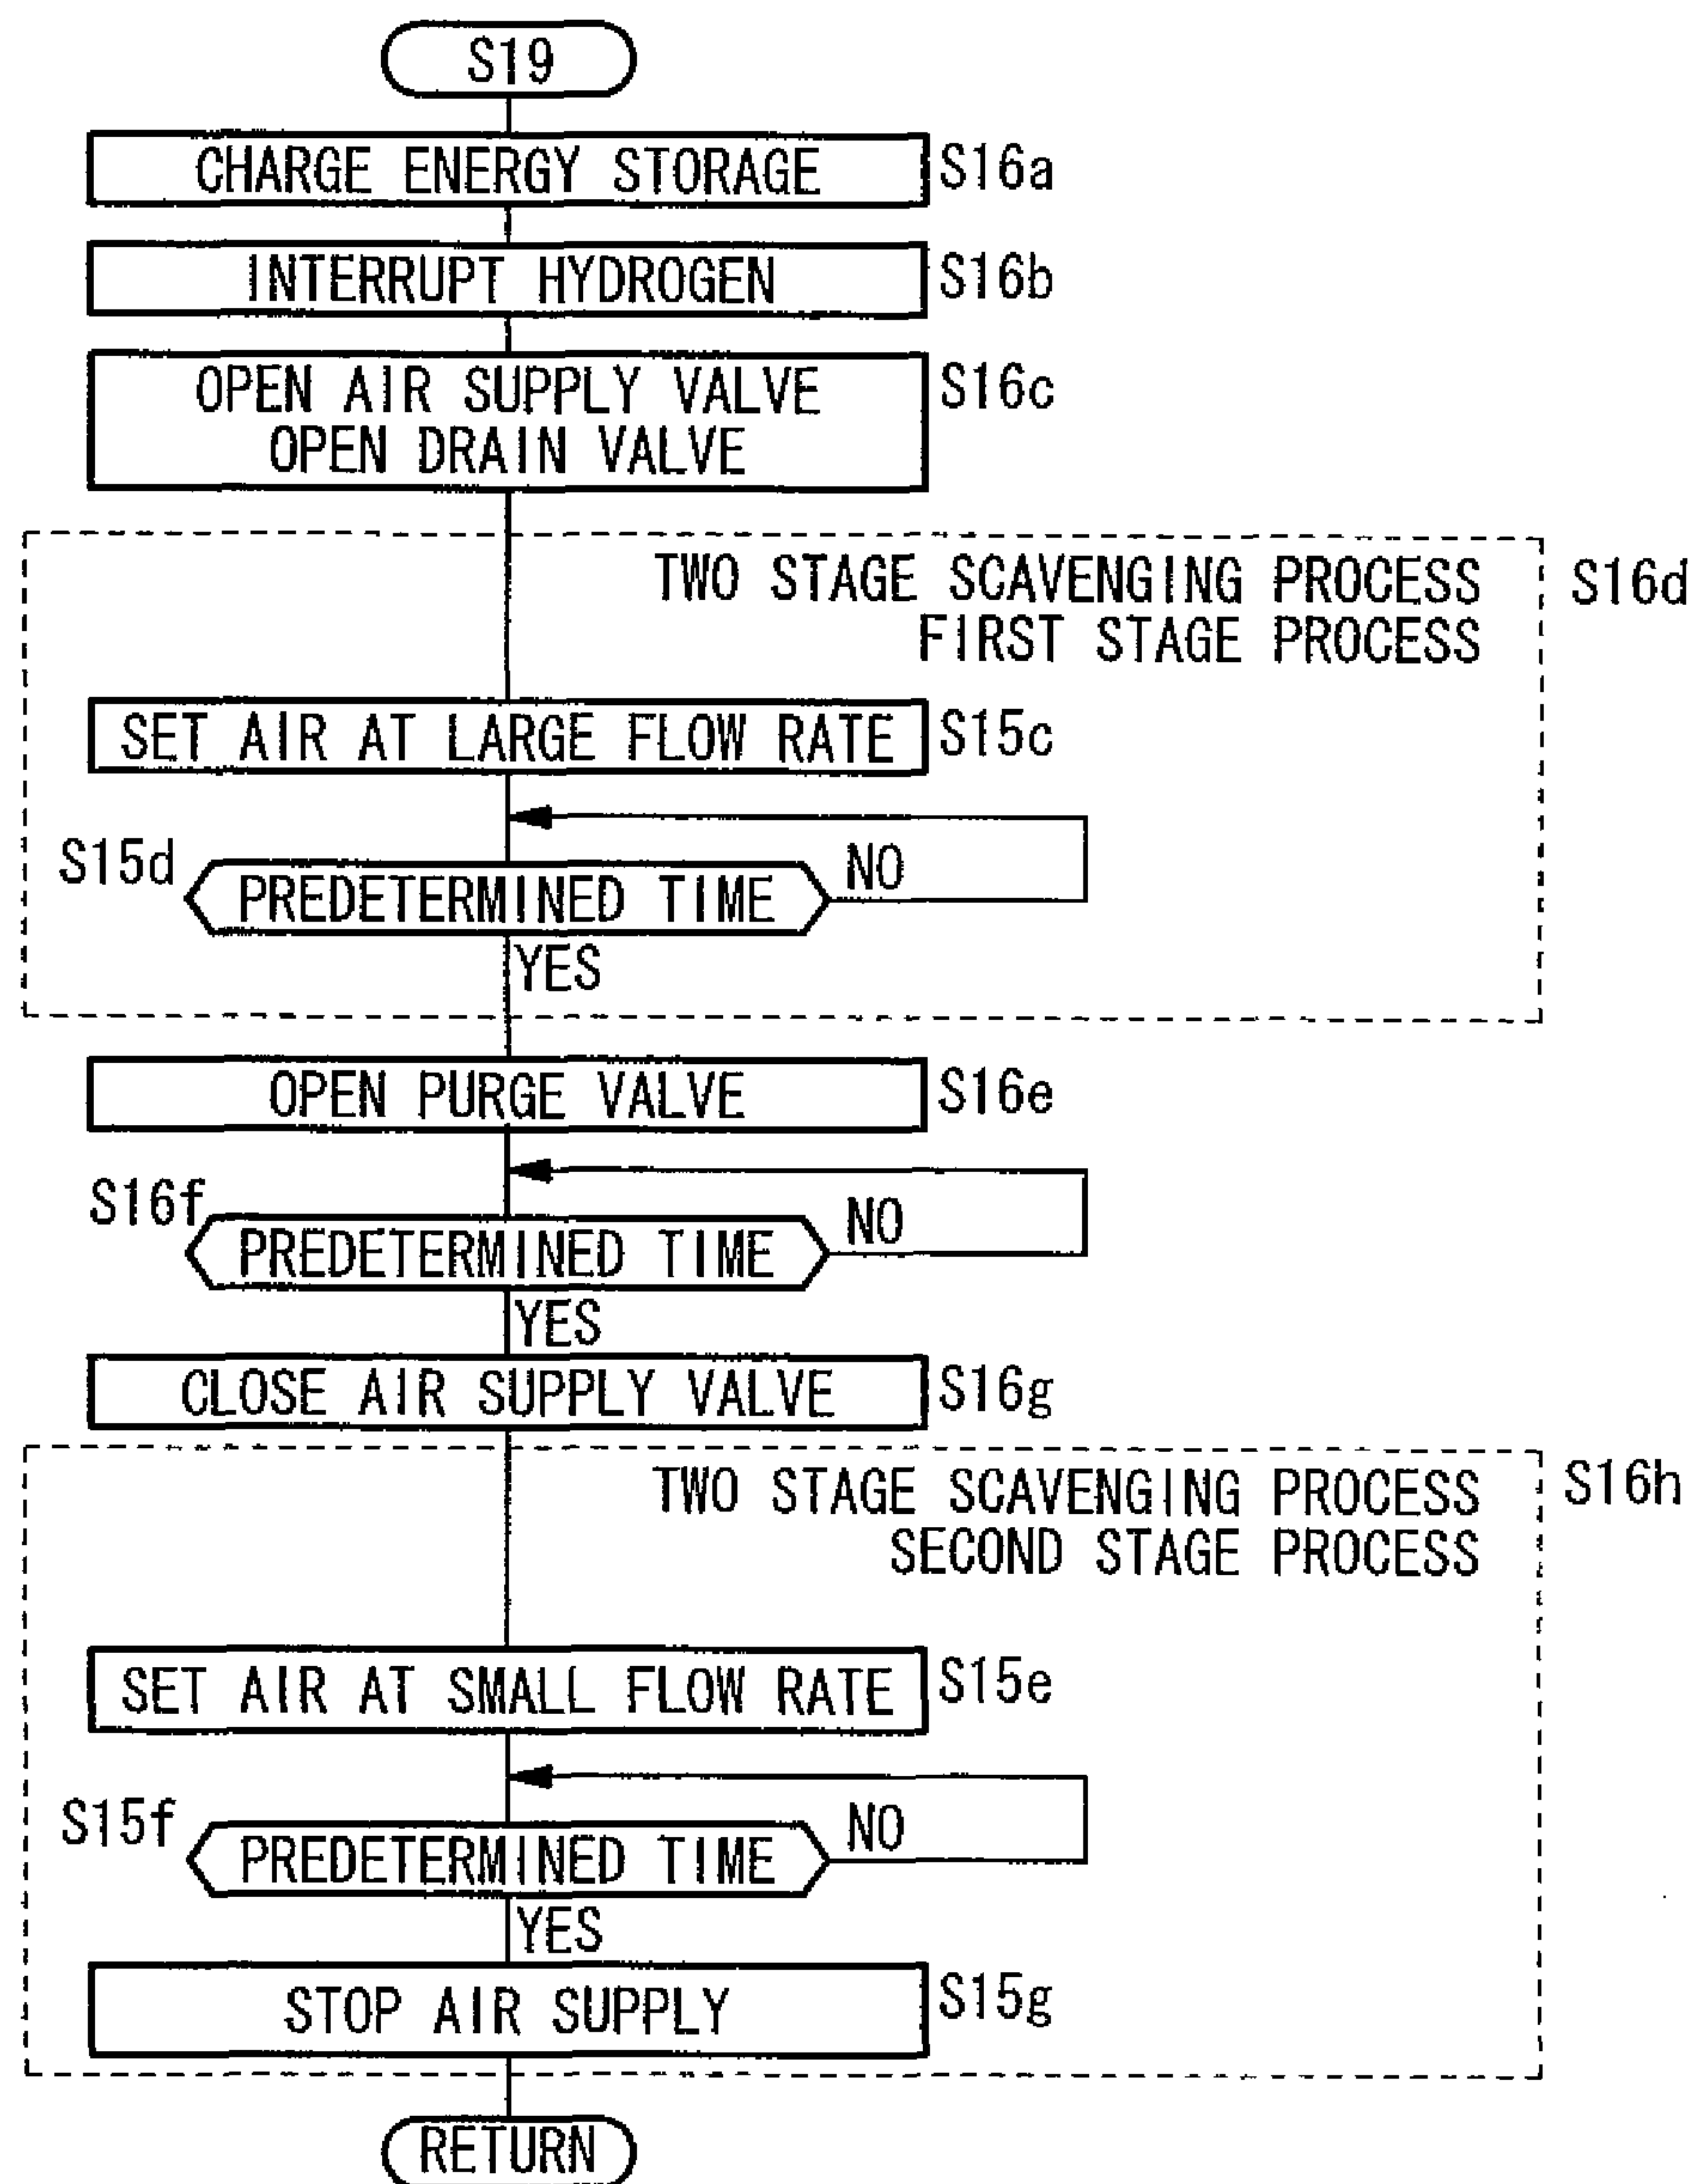 S19
CHARGE ENERGY STORAGE S16a
INTERRUPT HYDROGEN S16b
OPEN AIR SUPPLY VALVE S16c
OPEN DRAIN VALVE
TWO STAGE SCAVENGING PROCESS S16d
FIRST STAGE PROCESS
SET AIR AT LARGE FLOW RATE S15c
S15d PREDETERMINED TIME NO
YES
OPEN PURGE VALVE S16e
S16f PREDETERMINED TIME NO
YES
CLOSE AIR SUPPLY VALVE S16g
TWO STAGE SCAVENGING PROCESS S16h
SECOND STAGE PROCESS
SET AIR AT SMALL FLOW RATE S15e
S15f PREDETERMINED TIME NO
YES
STOP AIR SUPPLY S15g
RETURN